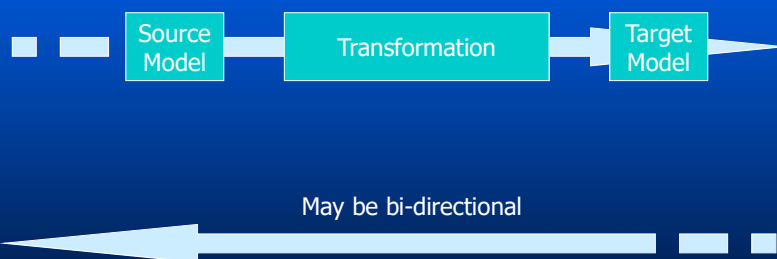 Source
Model
Transformation
Target
Model
May be bi-directional